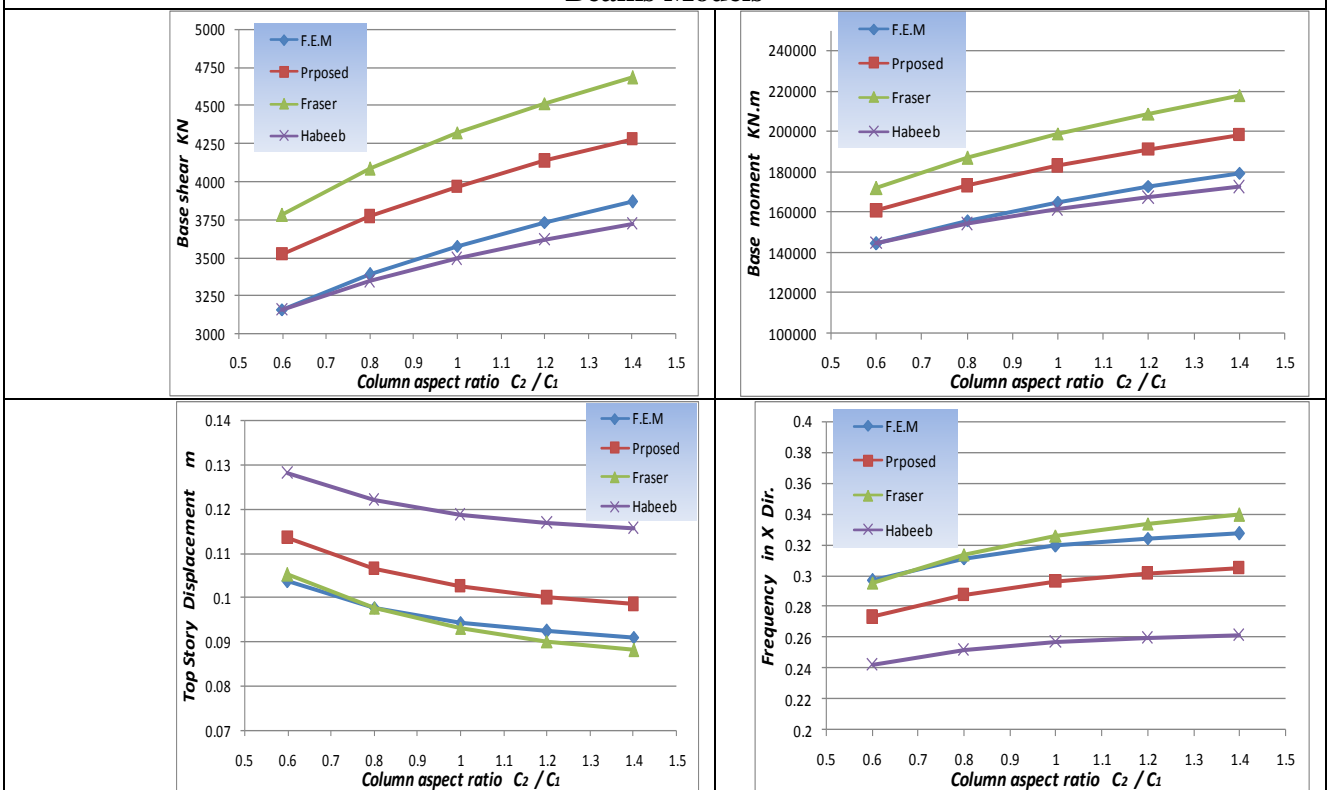 Beams Models
5000
4750
4500
4250
4000
3750
3500
3250
3000
Base shear KN
F.E.M
Prposed
Fraser
Habeeb
0.5 0.6 0.7 0.8 0.9 1 1.1 1.2 1.3 1.4 1.5
Column aspect ratio C2 / C1
240000
220000
200000
180000
160000
140000
120000
100000
Base moment KN.m
F.E.M
Prposed
Fraser
Habeeb
0.5 0.6 0.7 0.8 0.9 1 1.1 1.2 1.3 1.4 1.5
Column aspect ratio C2 / C1
0.14
0.13
0.12
0.11
0.1
0.09
0.08
0.07
Top Story Displacement m
F.E.M
Prposed
Fraser
Habeeb
0.5 0.6 0.7 0.8 0.9 1 1.1 1.2 1.3 1.4 1.5
Column aspect ratio C2 / C1
0.4
0.38
0.36
0.34
0.32
0.3
0.28
0.26
0.24
0.22
0.2
Frequency in X Dir.
F.E.M
Prposed
Fraser
Habeeb
0.5 0.6 0.7 0.8 0.9 1 1.1 1.2 1.3 1.4 1.5
Column aspect ratio C2 / C1